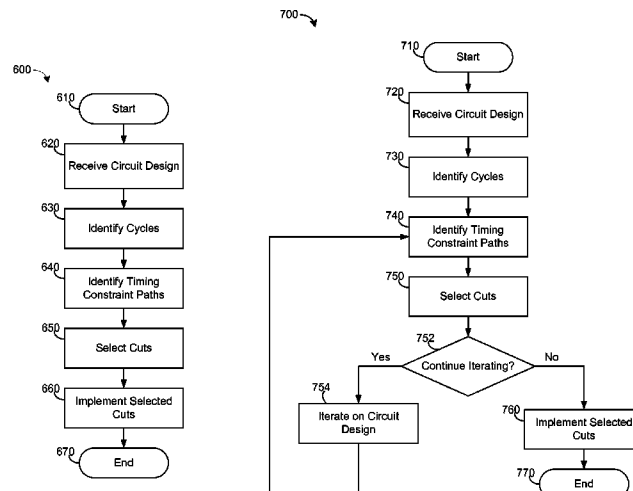 600
610
Start
620
Receive Circuit Design
630
Identify Cycles
640
Identify Timing
Constraint Paths
650
Select Cuts
660
Implement Selected
Cuts
670
End
700
710
Start
720
Receive Circuit Design
730
Identify Cycles
740
Identify Timing
Constraint Paths
750
Select Cuts
752
Continue Iterating?
Yes
No
754
Iterate on Circuit
Design
760
Implement Selected
Cuts
770
End